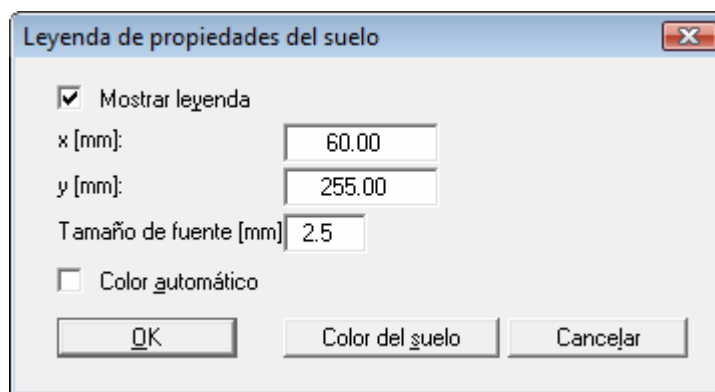 Leyenda de propiedades del suelo
Mostrar leyenda
x [mm]: 60.00
y [mm]: 255.00
Tamaño de fuente [mm] 2.5
Color automático
OK Color del suelo Cancelar